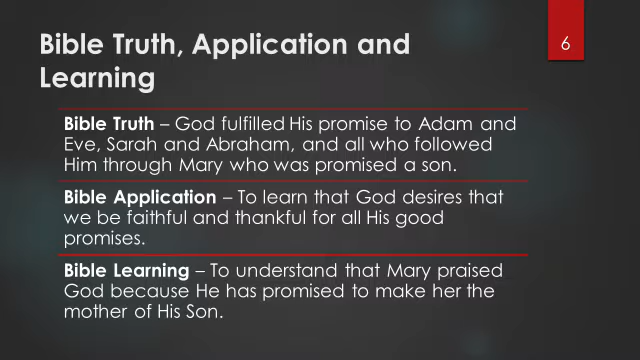 Bible Truth, Application and
Learning
6
Bible Truth – God fulfilled His promise to Adam and
Eve, Sarah and Abraham, and all who followed
Him through Mary who was promised a son.
Bible Application – To learn that God desires that
we be faithful and thankful for all His good
promises.
Bible Learning – To understand that Mary praised
God because He has promised to make her the
mother of His Son.